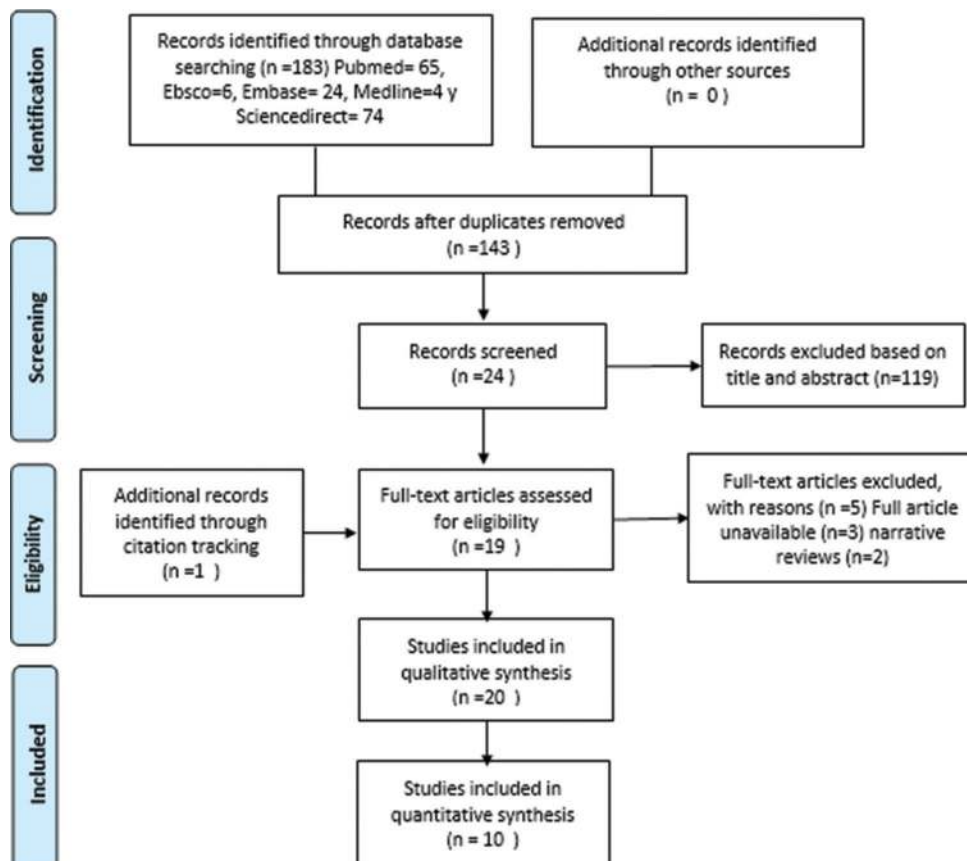 Identification
Records identified through database
searching (n =183) Pubmed= 65,
Ebsco=6, Embase= 24, Medline=4 y
Sciencedirect= 74
Additional records identified
through other sources
(n = 0 )
Records after duplicates removed
(n =143 )
Screening
Records screened
(n =24 )
Records excluded based on
title and abstract (n=119)
Eligibility
Additional records
identified through
citation tracking
(n =1 )
Full-text articles assessed
for eligibility
(n =19 )
Full-text articles excluded,
with reasons (n =5) Full article
unavailable (n=3) narrative
reviews (n=2)
Included
Studies included in
qualitative synthesis
(n =20 )
Studies included in
quantitative synthesis
(n = 10 )